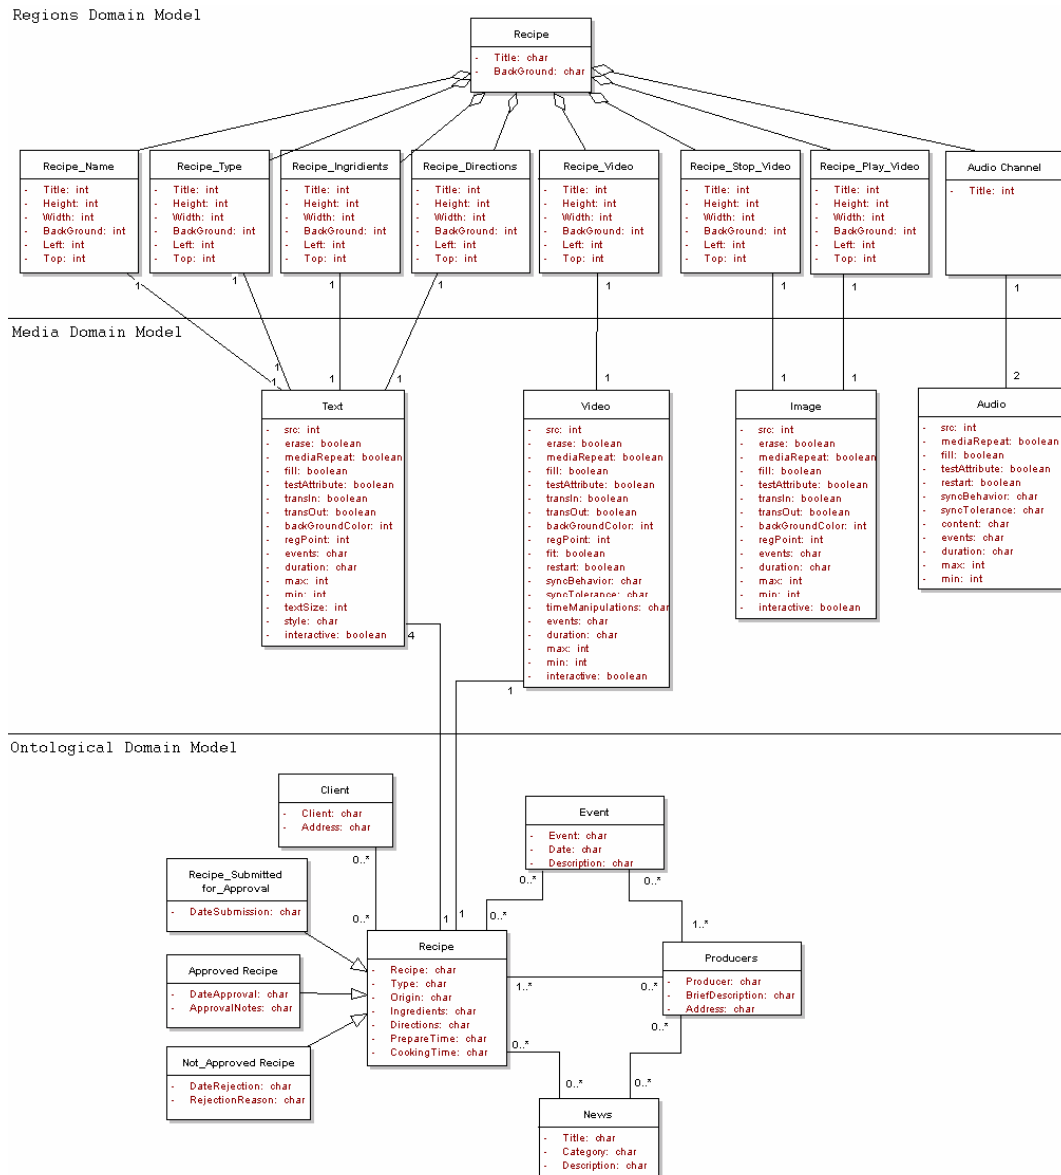 Regions Domain Model
Recipe
- Title: char
- BackGround: char
Recipe_Name
- Title: int
- Height: int
- Width: int
- BackGround: int
- Left: int
- Top: int
1
Recipe_Type
- Title: int
- Height: int
- Width: int
- BackGround: int
- Left: int
- Top: int
1
Recipe_Ingridients
- Title: int
- Height: int
- Width: int
- BackGround: int
- Left: int
- Top: int
1
Recipe_Directions
- Title: int
- Height: int
- Width: int
- BackGround: int
- Left: int
- Top: int
1
Recipe_Video
- Title: int
- Height: int
- Width: int
- BackGround: int
- Left: int
- Top: int
1
Recipe_Stop_Video
- Title: int
- Height: int
- Width: int
- BackGround: int
- Left: int
- Top: int
1
Recipe_Play_Video
- Title: int
- Height: int
- Width: int
- BackGround: int
- Left: int
- Top: int
1
Audio Channel
- Title: int
1
Media Domain Model
1
1
1
1
Text
- src: int
- erase: boolean
- mediaRepeat: boolean
- fill: boolean
- testAttribute: boolean
- transIn: boolean
- transOut: boolean
- backGroundColor: int
- regPoint: int
- events: char
- duration: char
- max: int
- min: int
- textSize: int
- style: char
- interactive: boolean
4
1
Video
- src: int
- erase: boolean
- mediaRepeat: boolean
- fill: boolean
- testAttribute: boolean
- transIn: boolean
- transOut: boolean
- backGroundColor: int
- regPoint: int
- fit: boolean
- restart: boolean
- syncBehavior: char
- syncTolerance: char
- timeManipulations: char
- events: char
- duration: char
- max: int
- min: int
- interactive: boolean
1
1
1
Image
- src: int
- erase: boolean
- mediaRepeat: boolean
- fill: boolean
- testAttribute: boolean
- transIn: boolean
- transOut: boolean
- backGroundColor: int
- regPoint: int
- events: char
- duration: char
- max: int
- min: int
- interactive: boolean
2
Audio
- src: int
- mediaRepeat: boolean
- fill: boolean
- testAttribute: boolean
- restart: boolean
- syncBehavior: char
- syncTolerance: char
- content: char
- events: char
- duration: char
- max: int
- min: int
Ontological Domain Model
Client
- Client: char
- Address: char
0..*
0..*
Event
- Event: char
- Date: char
- Description: char
0..*
0..*
Recipe_Submitted
for_Approval
- DateSubmission: char
Approved Recipe
- DateApproval: char
- ApprovalNotes: char
Not_Approved Recipe
- DateRejection: char
- RejectionReason: char
1
1
0..*
Recipe
- Recipe: char
- Type: char
- Origin: char
- Ingredients: char
- Directions: char
- PrepareTime: char
- CookingTime: char
1..*
0..*
1..*
0..*
Producers
- Producer: char
- BriefDescription: char
- Address: char
0..*
0..*
0..*
News
- Title: char
- Category: char
- Description: char